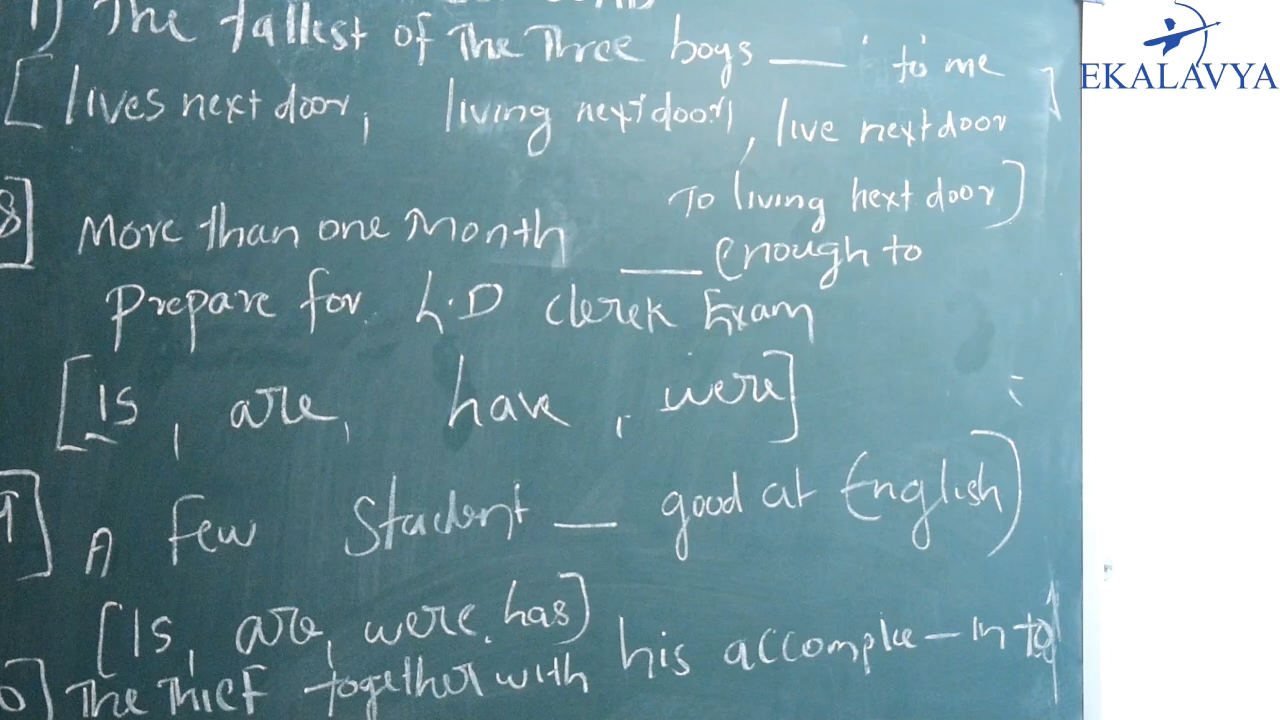 1) The tallest of The Three boys ___ to me
[lives next door, living next door, live next door
To living next door]
8] More than one Month ___ enough to
Prepare for L.D clerek Exam
[Is, are, have, were]
9] A Few Student ___ good at English)
[Is, are, were, has]
0] The Thief together with his accomplce — in to
EKALAVYA